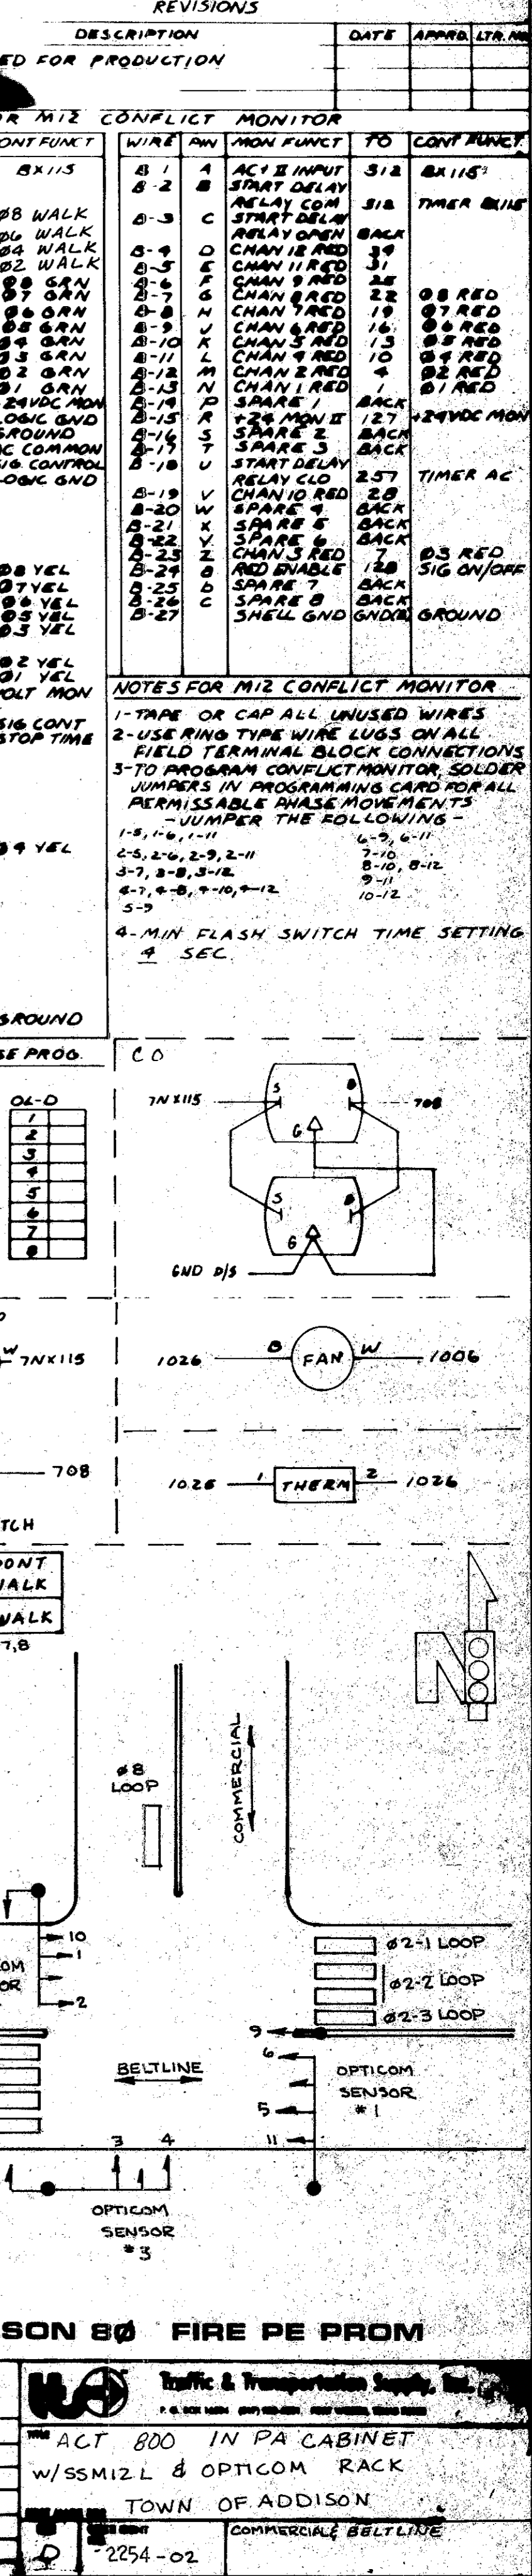 REVISIONS
DESCRIPTION DATE APPRD. LTR. NO.
ED FOR PRODUCTION
OR M12 CONFLICT MONITOR
ONT FUNCT
BX115
Ø8 WALK
Ø6 WALK
Ø4 WALK
Ø2 WALK
Ø8 GRN
Ø7 GRN
Ø6 GRN
Ø5 GRN
Ø4 GRN
Ø3 GRN
Ø2 GRN
Ø1 GRN
24VDC MON
LOGIC GND
GROUND
AC COMMON
SIG. CONTROL
LOGIC GND
Ø8 YEL
Ø7 YEL
Ø6 YEL
Ø5 YEL
Ø3 YEL
Ø2 YEL
Ø1 YEL
VOLT MON
SIG CONT
STOP TIME
Ø4 YEL
GROUND
WIRE PIN MON FUNCT TO CONT FUNCT.
B 1 A AC+ II INPUT 312 BX115
B-2 B START DELAY
RELAY COM 312 TIMER BX115
B-3 C START DELAY
RELAY OPEN BACK
B-4 D CHAN 12 RED 34
B-5 E CHAN 11 RED 31
B-6 F CHAN 9 RED 25
B-7 G CHAN 8 RED 22 Ø8 RED
B-8 H CHAN 7 RED 19 Ø7 RED
B-9 J CHAN 6 RED 16 Ø6 RED
B-10 K CHAN 5 RED 13 Ø5 RED
B-11 L CHAN 4 RED 10 Ø4 RED
B-12 M CHAN 2 RED 4 Ø2 RED
B-13 N CHAN 1 RED 1 Ø1 RED
B-14 P SPARE 1 BACK
B-15 R +24 MON II 127 +24VDC MON
B-16 S SPARE 2 BACK
B-17 T SPARE 3 BACK
B-18 U START DELAY
RELAY CLO 257 TIMER AC
B-19 V CHAN 10 RED 28
B-20 W SPARE 4 BACK
B-21 X SPARE 5 BACK
B-22 Y SPARE 6 BACK
B-23 Z CHAN 3 RED 7 Ø3 RED
B-24 a RED ENABLE 128 SIG ON/OFF
B-25 b SPARE 7 BACK
B-26 C SPARE 8 BACK
B-27 SHELL GND GND(B) GROUND
NOTES FOR M12 CONFLICT MONITOR
1-TAPE OR CAP ALL UNUSED WIRES
2-USE RING TYPE WIRE LUGS ON ALL
FIELD TERMINAL BLOCK CONNECTIONS
3-TO PROGRAM CONFLICT MONITOR, SOLDER
JUMPERS IN PROGRAMMING CARD FOR ALL
PERMISSABLE PHASE MOVEMENTS
-JUMPER THE FOLLOWING-
1-5, 1-6, 1-11 6-9, 6-11
2-5, 2-6, 2-9, 2-11 7-10
3-7, 3-8, 3-12 8-10, 8-12
4-7, 4-8, 4-10, 4-12 9-11
5-9 10-12
4-MIN FLASH SWITCH TIME SETTING
4 SEC.
SE PROG.
OL-D
1
2
3
4
5
6
7
8
CO
7NX115 S B 708
G
S B
G
GND D/S
W 7NX115
1026 B FAN W 1006
708
1026 1 THERM 2 1026
TCH
DONT
WALK
WALK
7,8
N
Ø8
LOOP
COMMERCIAL
10
1
2
Ø2-1 LOOP
Ø2-2 LOOP
Ø2-3 LOOP
9
6
5
11
BELTLINE
OPTICOM
SENSOR
#1
3 4
OPTICOM
SENSOR
#3
SON 8Ø FIRE PE PROM
Traffic & Transportation Supply, Inc.
ACT 800 IN PA CABINET
W/SSM12L & OPTICOM RACK
TOWN OF ADDISON
COMMERCIAL & BELTLINE
D -2254-02